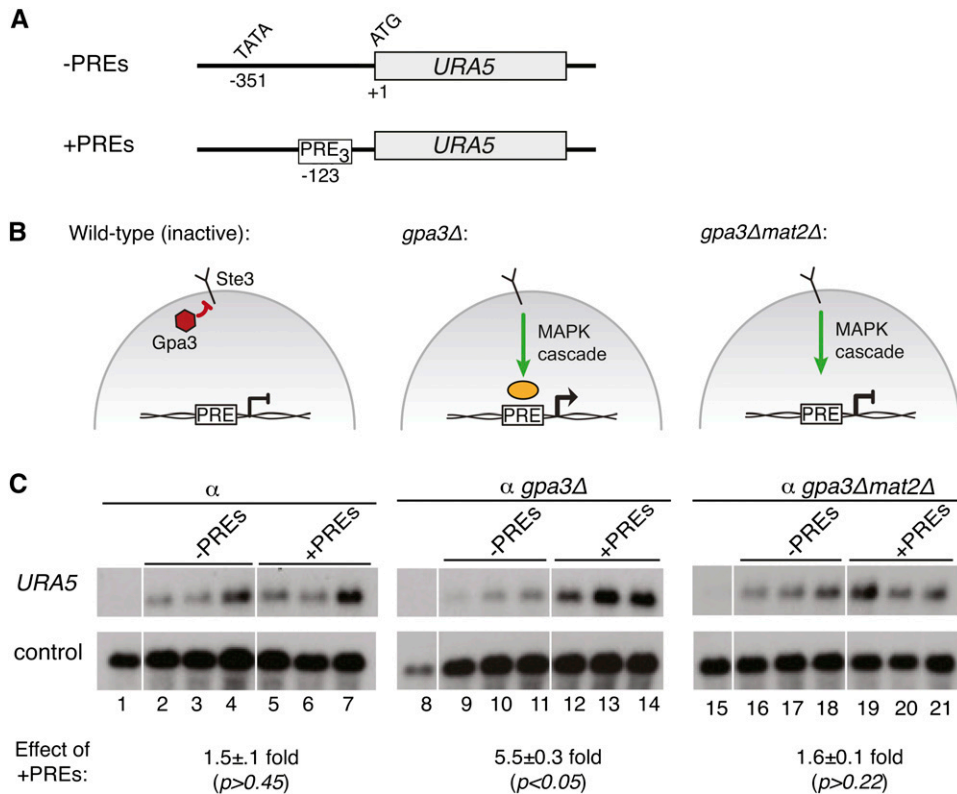 A
TATA
ATG
-PREs
URA5
-351
+1
+PREs
PRE3
URA5
-123
B
Wild-type (inactive):
gpa3Δ:
gpa3Δmat2Δ:
Ste3
Gpa3
MAPK
cascade
MAPK
cascade
PRE
PRE
PRE
C
α
α gpa3Δ
α gpa3Δmat2Δ
-PREs
+PREs
-PREs
+PREs
-PREs
+PREs
URA5
control
1 2 3 4 5 6 7
8 9 10 11 12 13 14
15 16 17 18 19 20 21
Effect of
+PREs:
1.5±.1 fold
(p>0.45)
5.5±0.3 fold
(p<0.05)
1.6±0.1 fold
(p>0.22)